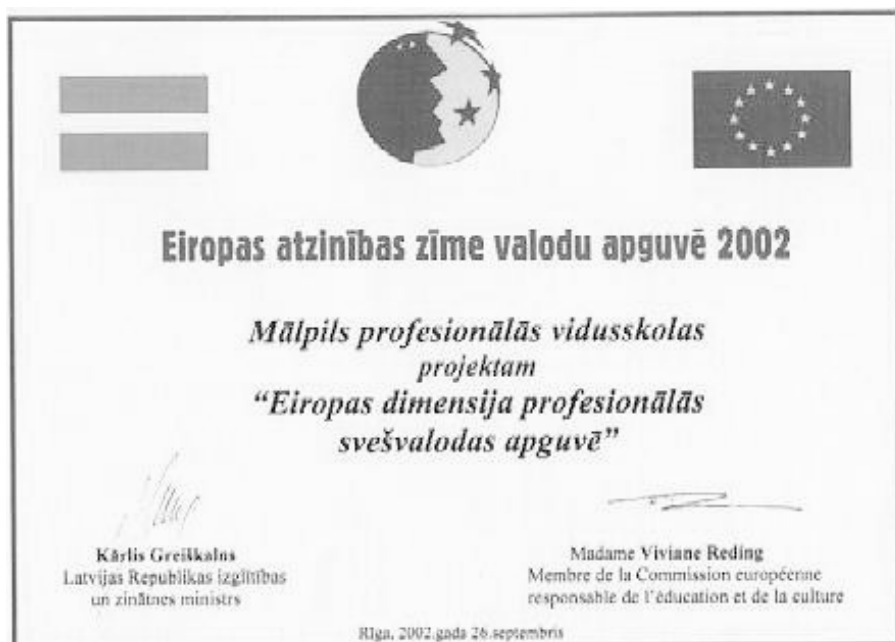 Eiropas atzinības zīme valodu apguvē 2002
Mālpils profesionālās vidusskolas
projektam
“Eiropas dimensija profesionālās
svešvalodas apguvē”
Kārlis Greiškalns
Latvijas Republikas izglītības
un zinātnes ministrs
Madame Viviane Reding
Membre de la Commission européenne
responsable de l'éducation et de la culture
Rīga, 2002.gada 26.septembris